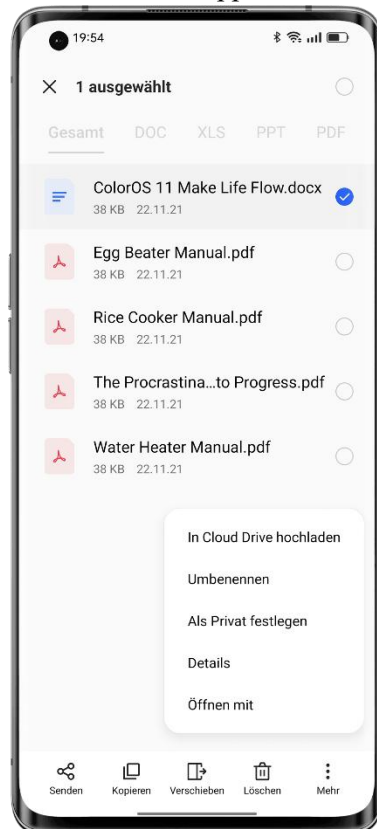 19:54
1 ausgewählt
Gesamt DOC XLS PPT PDF
ColorOS 11 Make Life Flow.docx
38 KB 22.11.21
Egg Beater Manual.pdf
38 KB 22.11.21
Rice Cooker Manual.pdf
38 KB 22.11.21
The Procrastina...to Progress.pdf
38 KB 22.11.21
Water Heater Manual.pdf
38 KB 22.11.21
In Cloud Drive hochladen
Umbenennen
Als Privat festlegen
Details
Öffnen mit
Senden Kopieren Verschieben Löschen Mehr